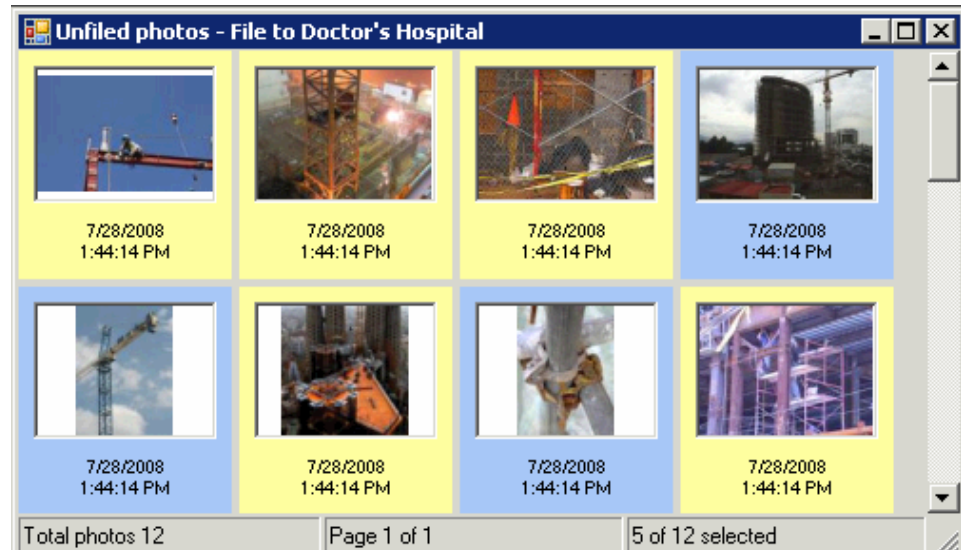 Unfiled photos - File to Doctor's Hospital
7/28/2008
1:44:14 PM
7/28/2008
1:44:14 PM
7/28/2008
1:44:14 PM
7/28/2008
1:44:14 PM
7/28/2008
1:44:14 PM
7/28/2008
1:44:14 PM
7/28/2008
1:44:14 PM
7/28/2008
1:44:14 PM
Total photos 12
Page 1 of 1
5 of 12 selected